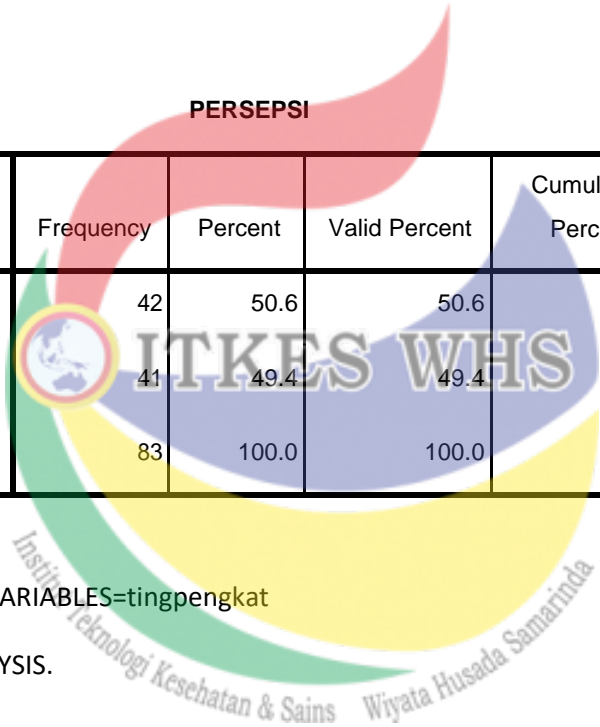 PERSEPSI
Frequency Percent Valid Percent Cumul
Perc
42 50.6 50.6
ITKES WHS
41 49.4 49.4
83 100.0 100.0
ARIABLES=tingpengkat
YSIS.
Institut Teknologi Kesehatan & Sains Wiyata Husada Samarinda